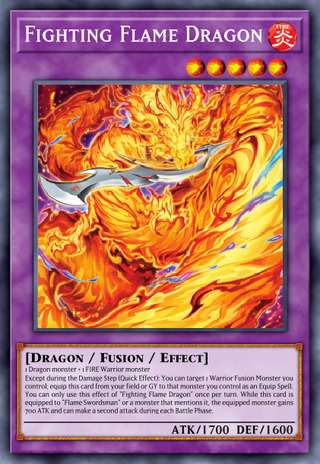 Fighting Flame Dragon
FIRE
炎
[Dragon / Fusion / Effect]
1 Dragon monster + 1 FIRE Warrior monster
Except during the Damage Step (Quick Effect): You can target 1 Warrior Fusion Monster you
control; equip this card from your field or GY to that monster you control as an Equip Spell.
You can only use this effect of "Fighting Flame Dragon" once per turn. While this card is
equipped to "Flame Swordsman" or a monster that mentions it, the equipped monster gains
700 ATK and can make a second attack during each Battle Phase.
ATK/1700 DEF/1600